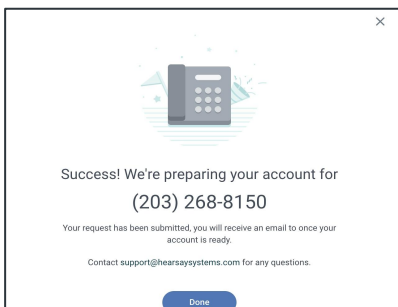 Success! We're preparing your account for
(203) 268-8150
Your request has been submitted, you will receive an email to once your
account is ready.
Contact support@hearsaysystems.com for any questions.
Done